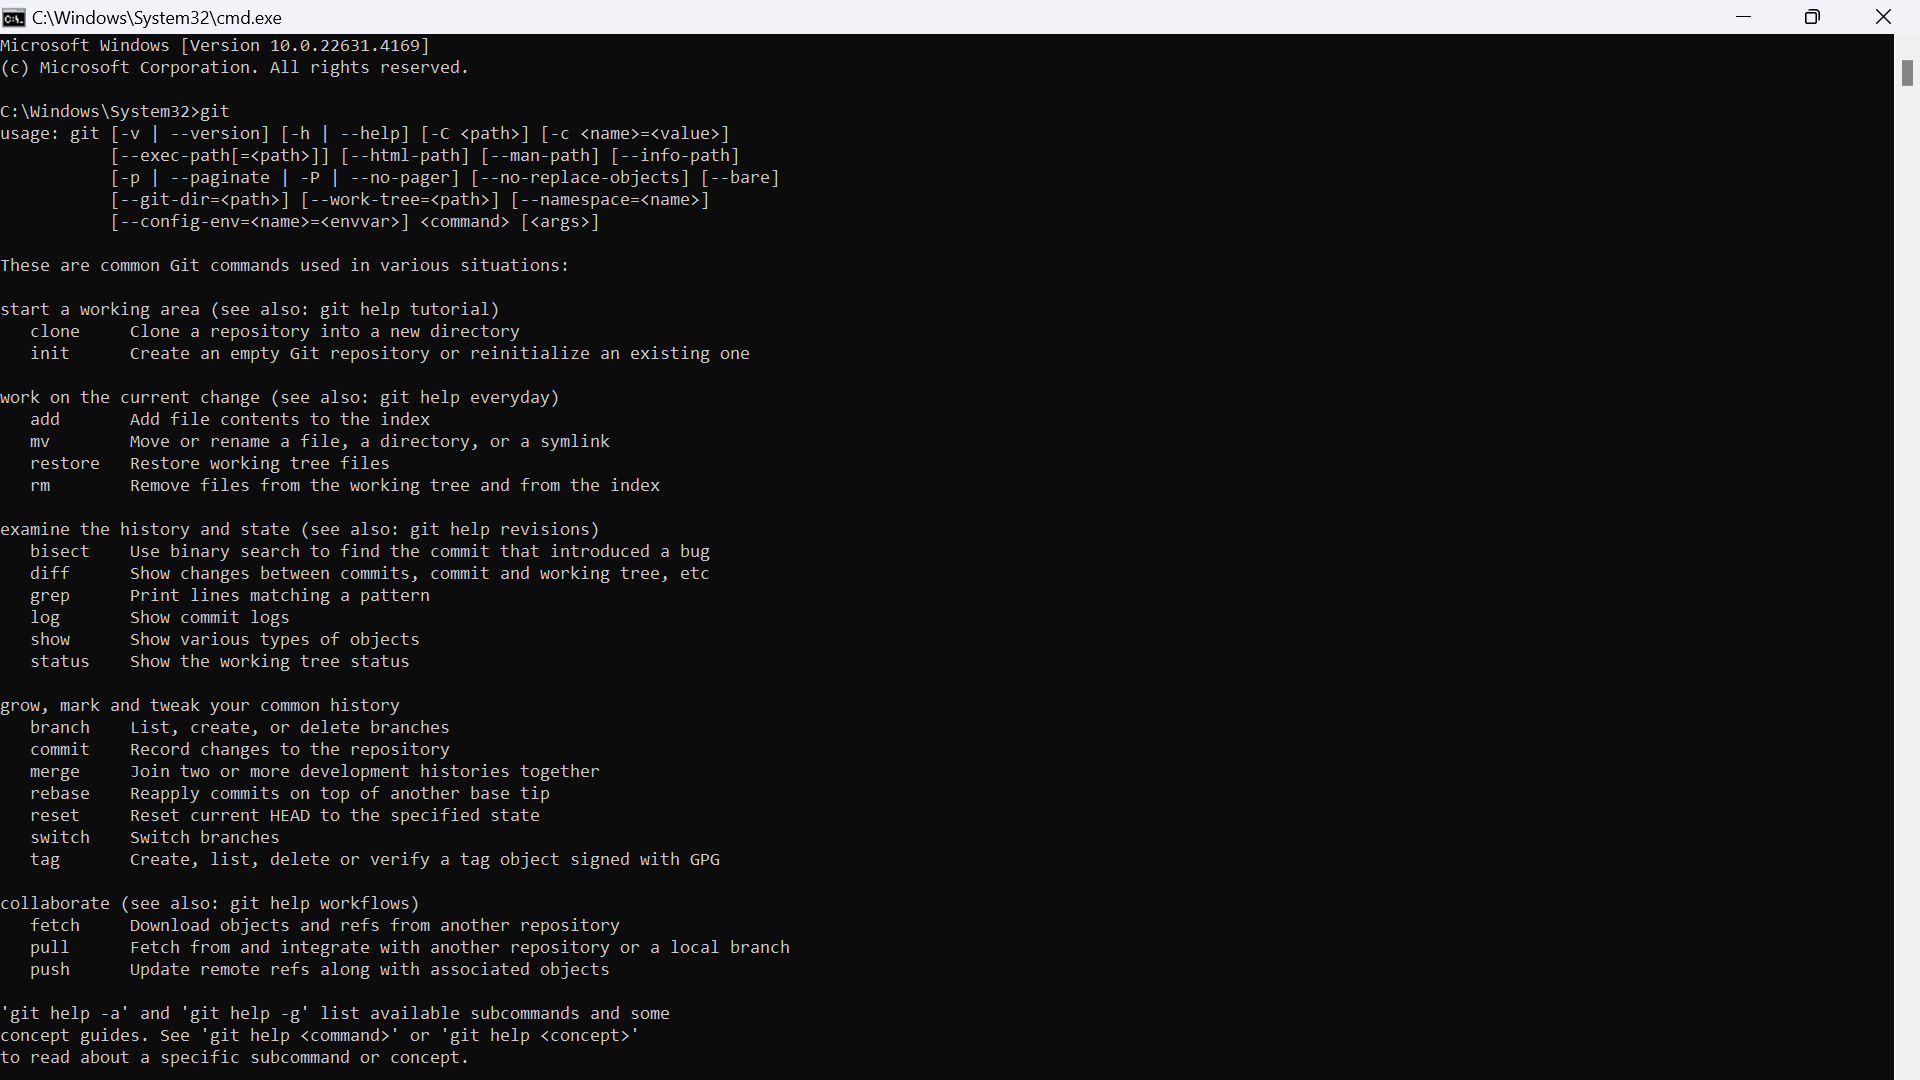 C:\Windows\System32\cmd.exe
Microsoft Windows [Version 10.0.22631.4169]
(c) Microsoft Corporation. All rights reserved.
C:\Windows\System32>git
usage: git [-v | --version] [-h | --help] [-C <path>] [-c <name>=<value>]
[--exec-path[=<path>]] [--html-path] [--man-path] [--info-path]
[-p | --paginate | -P | --no-pager] [--no-replace-objects] [--bare]
[--git-dir=<path>] [--work-tree=<path>] [--namespace=<name>]
[--config-env=<name>=<envvar>] <command> [<args>]
These are common Git commands used in various situations:
start a working area (see also: git help tutorial)
clone Clone a repository into a new directory
init Create an empty Git repository or reinitialize an existing one
work on the current change (see also: git help everyday)
add Add file contents to the index
mv Move or rename a file, a directory, or a symlink
restore Restore working tree files
rm Remove files from the working tree and from the index
examine the history and state (see also: git help revisions)
bisect Use binary search to find the commit that introduced a bug
diff Show changes between commits, commit and working tree, etc
grep Print lines matching a pattern
log Show commit logs
show Show various types of objects
status Show the working tree status
grow, mark and tweak your common history
branch List, create, or delete branches
commit Record changes to the repository
merge Join two or more development histories together
rebase Reapply commits on top of another base tip
reset Reset current HEAD to the specified state
switch Switch branches
tag Create, list, delete or verify a tag object signed with GPG
collaborate (see also: git help workflows)
fetch Download objects and refs from another repository
pull Fetch from and integrate with another repository or a local branch
push Update remote refs along with associated objects
'git help -a' and 'git help -g' list available subcommands and some
concept guides. See 'git help <command>' or 'git help <concept>'
to read about a specific subcommand or concept.